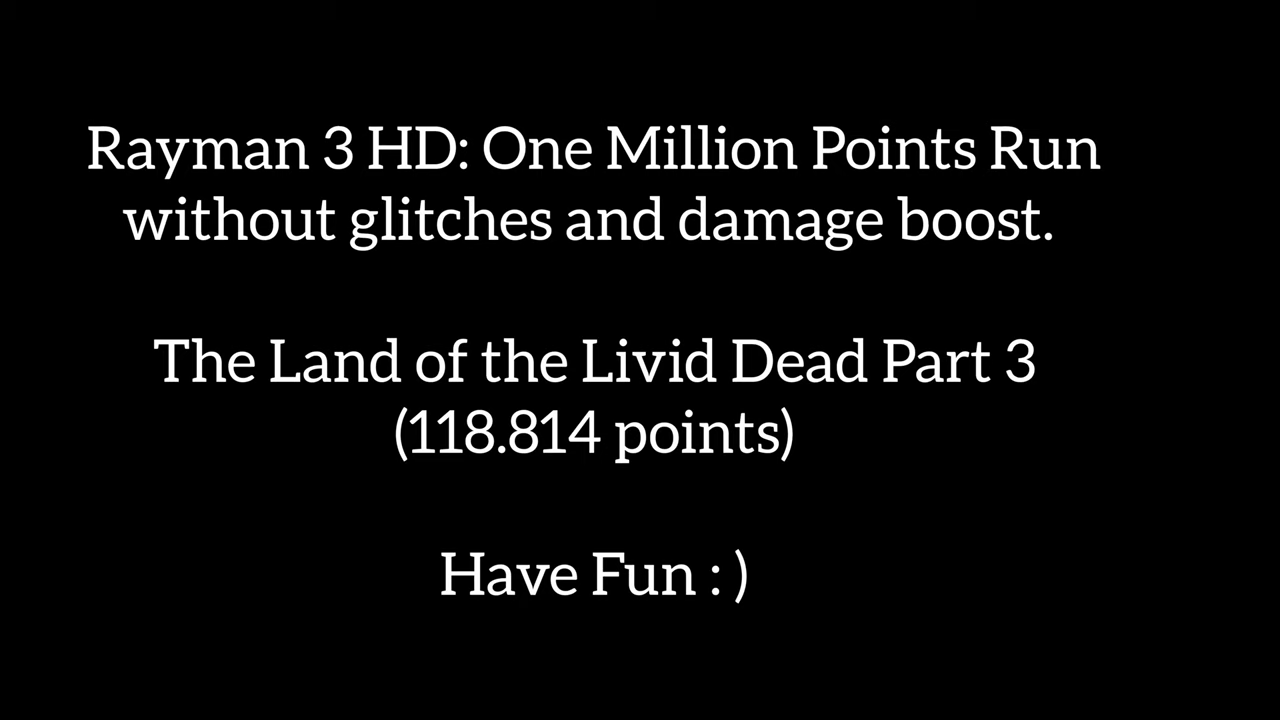 Rayman 3 HD: One Million Points Run
without glitches and damage boost.
The Land of the Livid Dead Part 3
(118.814 points)
Have Fun : )